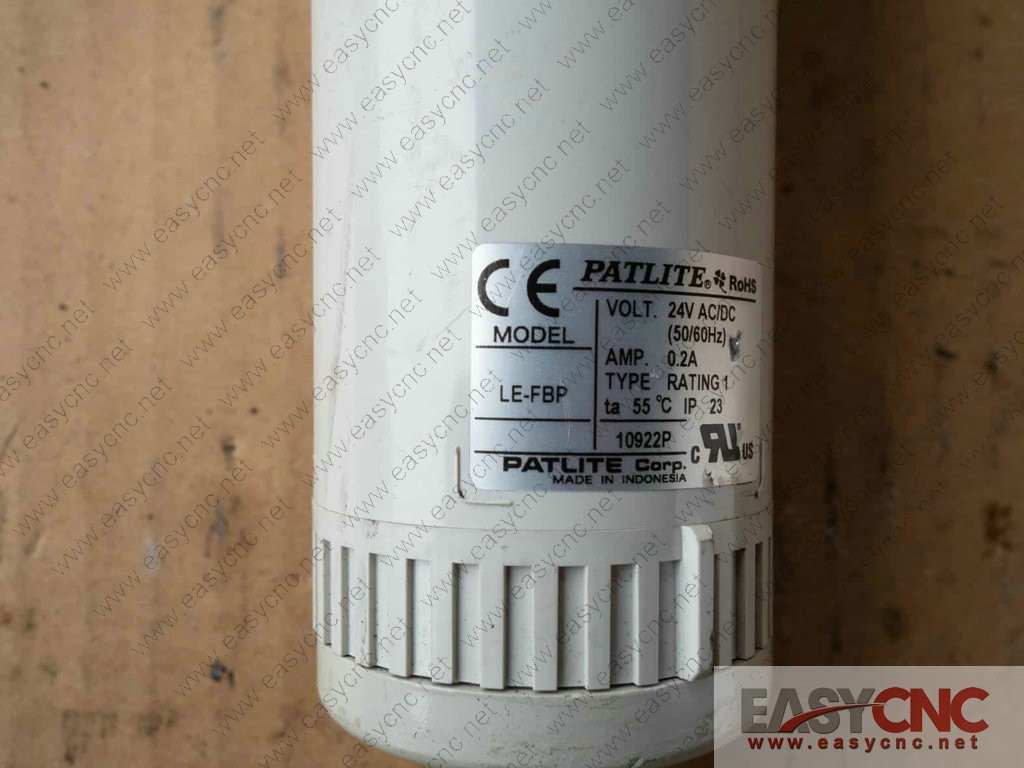 CE PATLITE® RoHS
MODEL
LE-FBP
VOLT. 24V AC/DC
(50/60Hz)
AMP. 0.2A
TYPE RATING 1
ta 55 °C IP 23
10922P
C UR US
PATLITE Corp.
MADE IN INDONESIA
EASYCNC
www.easycnc.net